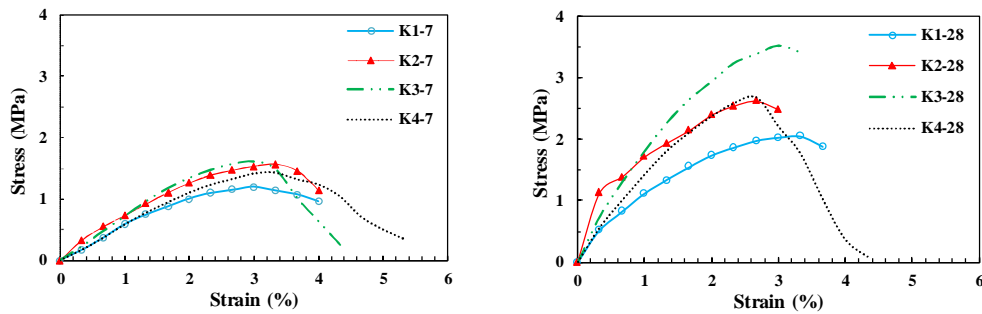 4
3
2
1
0
Stress (MPa)
0 1 2 3 4 5 6
Strain (%)
K1-7
K2-7
K3-7
K4-7
4
3
2
1
0
Stress (MPa)
0 1 2 3 4 5 6
Strain (%)
K1-28
K2-28
K3-28
K4-28